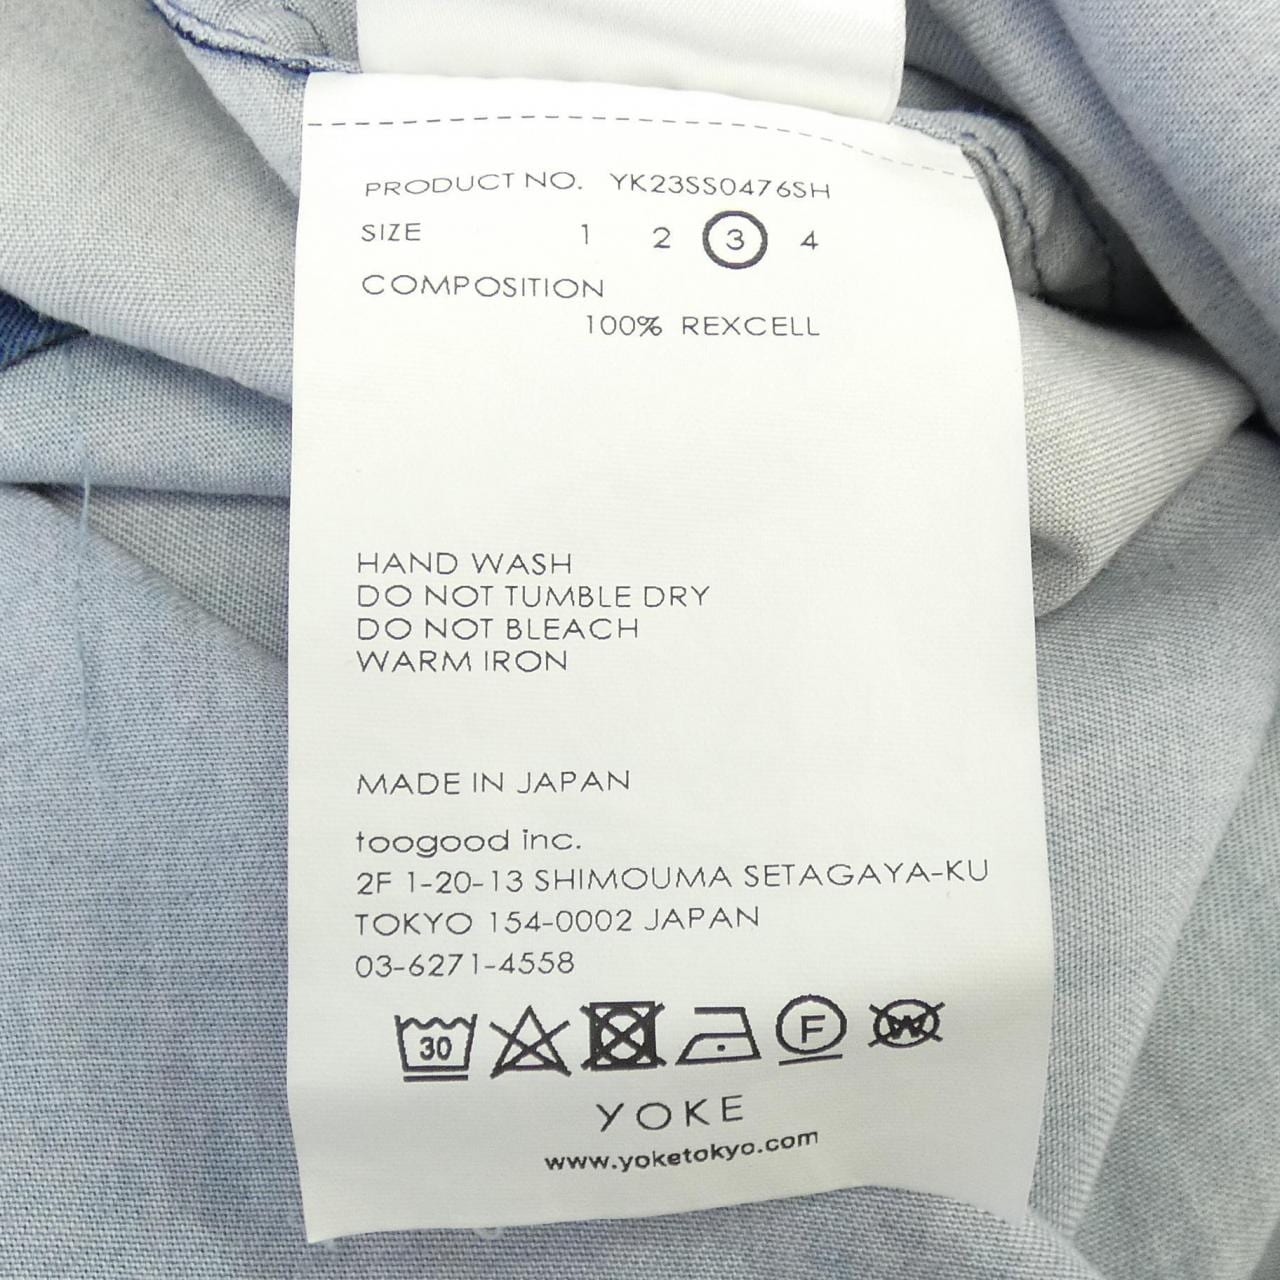 PRODUCT NO. YK23SS0476SH
SIZE 1 2 3 4
COMPOSITION
100% REXCELL
HAND WASH
DO NOT TUMBLE DRY
DO NOT BLEACH
WARM IRON
MADE IN JAPAN
toogood inc.
2F 1-20-13 SHIMOUMA SETAGAYA-KU
TOKYO 154-0002 JAPAN
03-6271-4558
30 F W
YOKE
www.yoketokyo.com